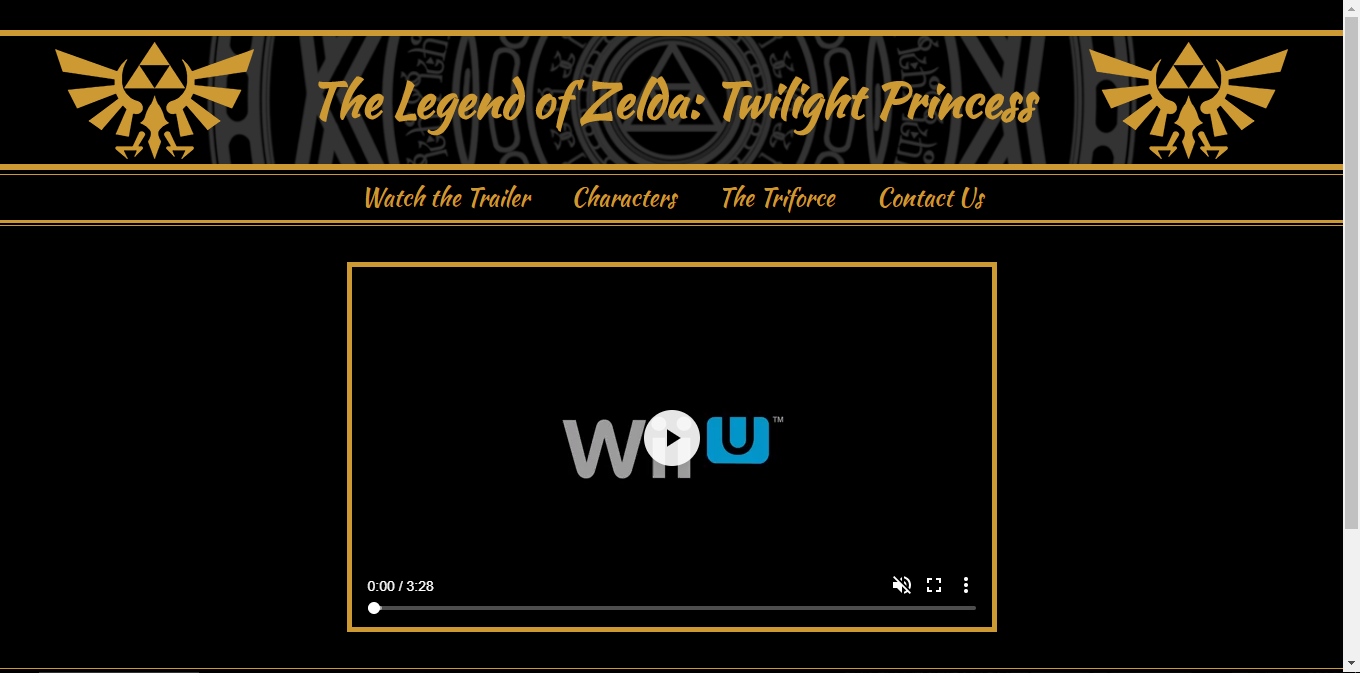 The Legend of Zelda: Twilight Princess
Watch the Trailer Characters The Triforce Contact Us
Wii U™
0:00 / 3:28